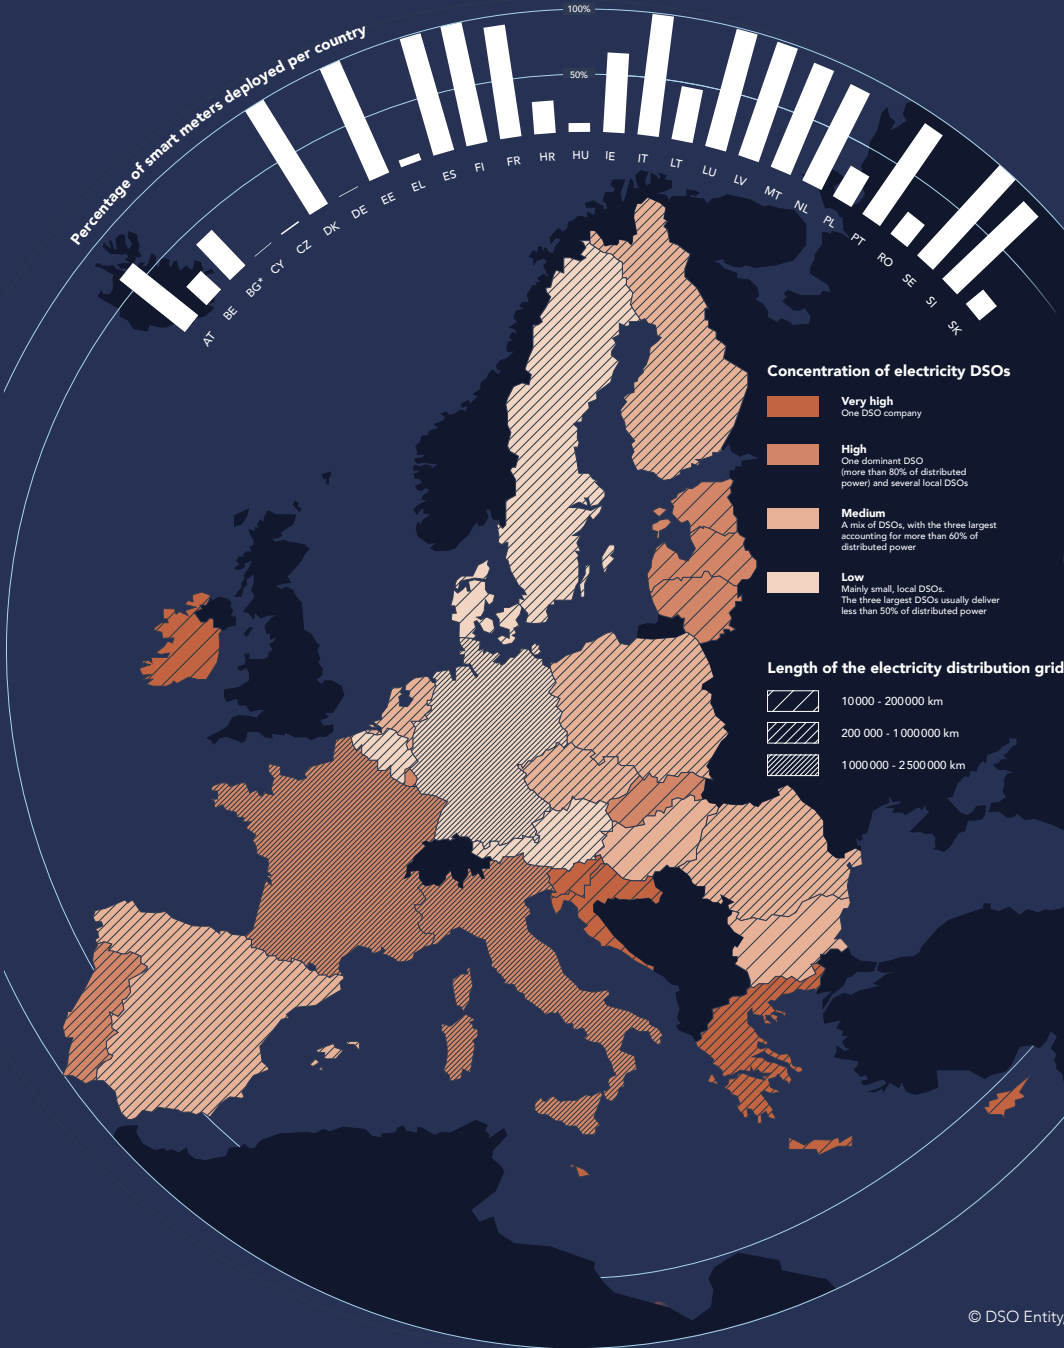 Percentage of smart meters deployed per country
100%
50%
AT
BE
BG*
CY
CZ
DK
DE
EE
EL
ES
FI
FR
HR
HU
IE
IT
LT
LU
LV
MT
NL
PL
PT
RO
SE
SI
SK
Concentration of electricity DSOs
Very high
One DSO company
High
One dominant DSO
(more than 80% of distributed
power) and several local DSOs
Medium
A mix of DSOs, with the three largest
accounting for more than 60% of
distributed power
Low
Mainly small, local DSOs.
The three largest DSOs usually deliver
less than 50% of distributed power
Length of the electricity distribution grid
10 000 - 200 000 km
200 000 - 1 000 000 km
1 000 000 - 2 500 000 km
© DSO Entity,